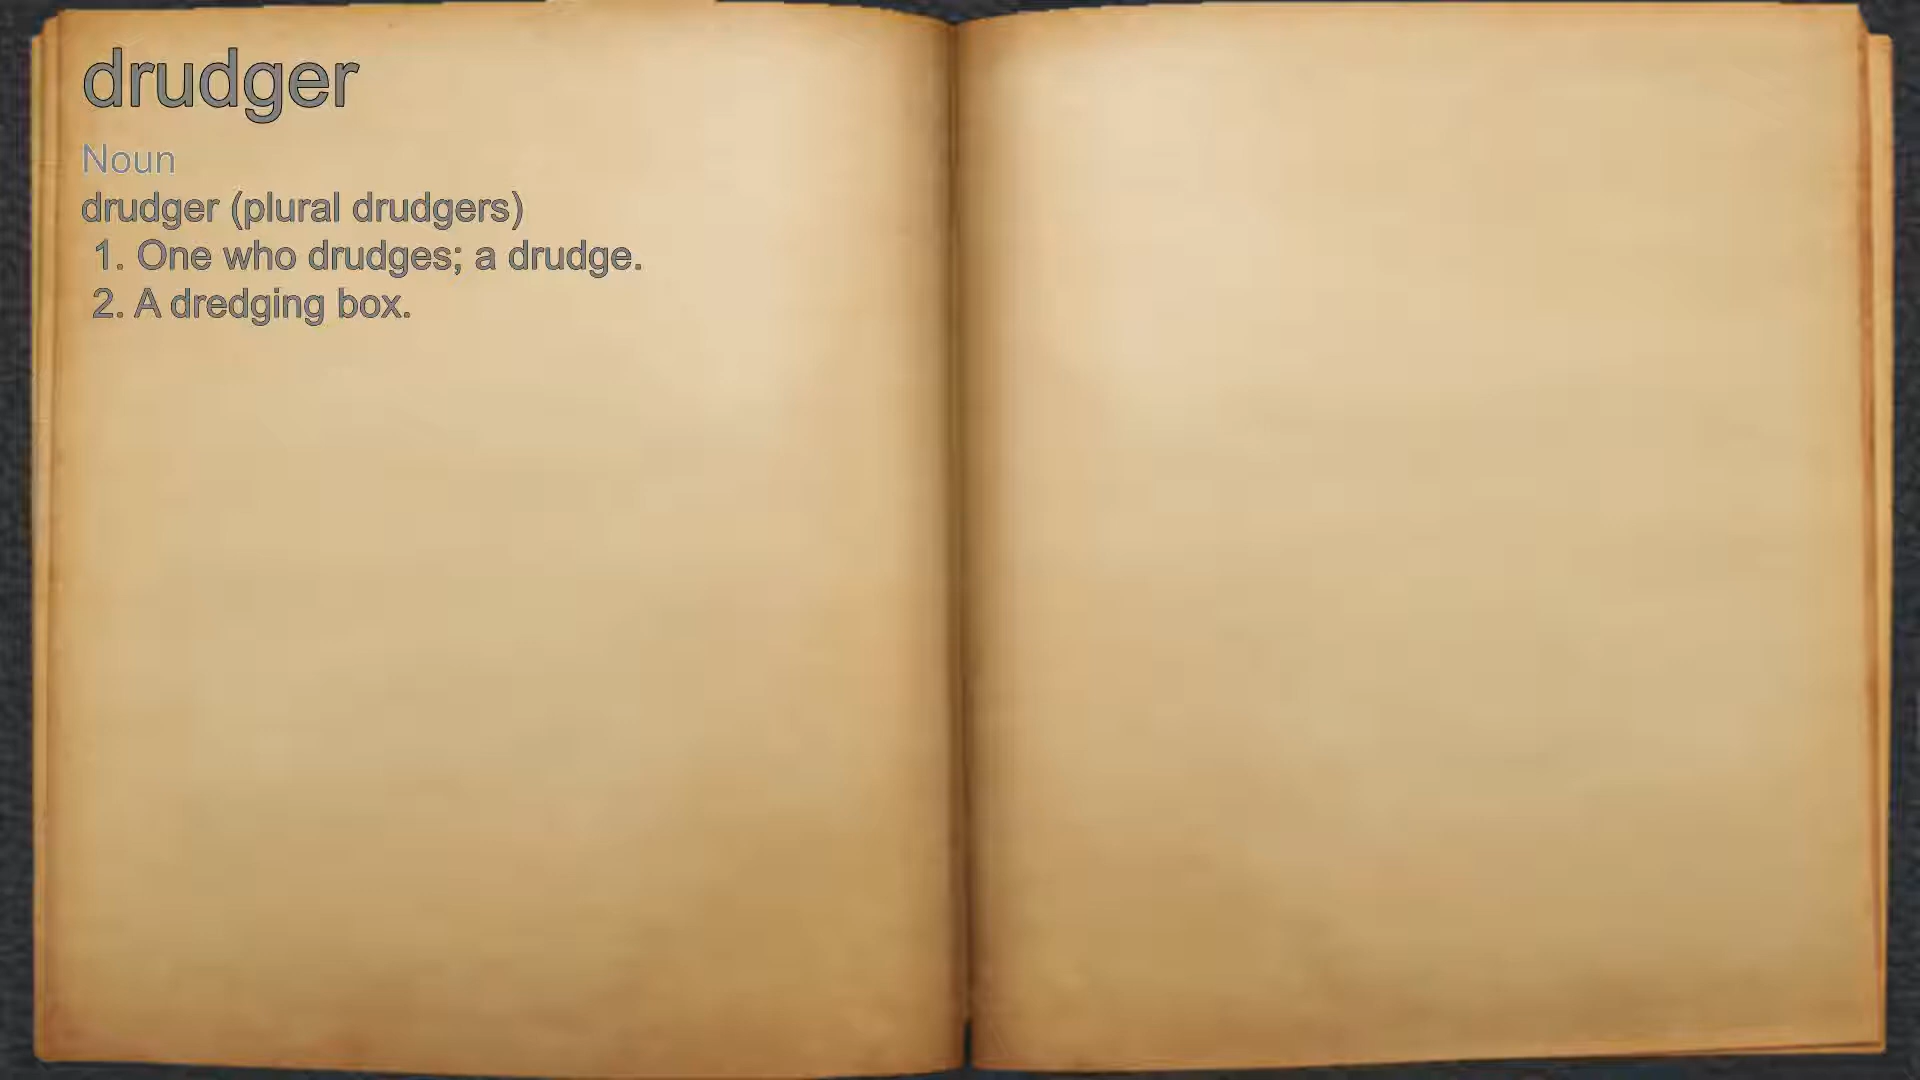 drudger
Noun
drudger (plural drudgers)
1. One who drudges; a drudge.
2. A dredging box.